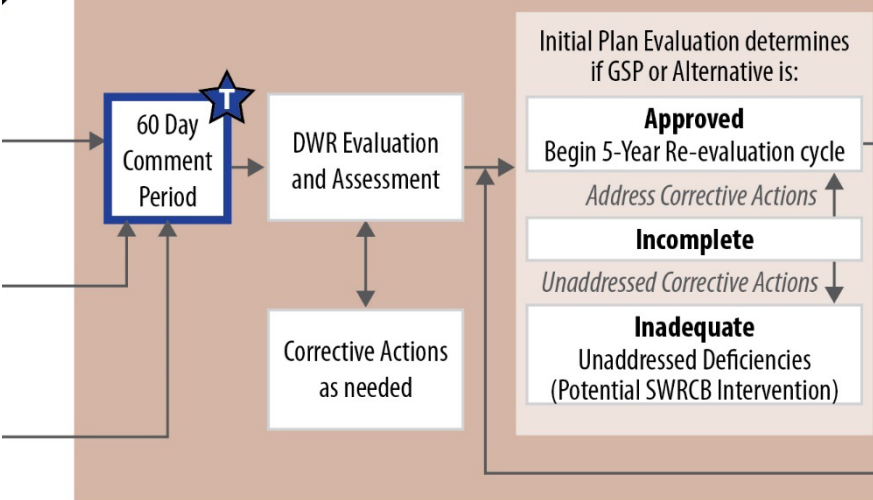 T
60 Day
Comment
Period
DWR Evaluation
and Assessment
Corrective Actions
as needed
Initial Plan Evaluation determines
if GSP or Alternative is:
Approved
Begin 5-Year Re-evaluation cycle
Address Corrective Actions
Incomplete
Unaddressed Corrective Actions
Inadequate
Unaddressed Deficiencies
(Potential SWRCB Intervention)